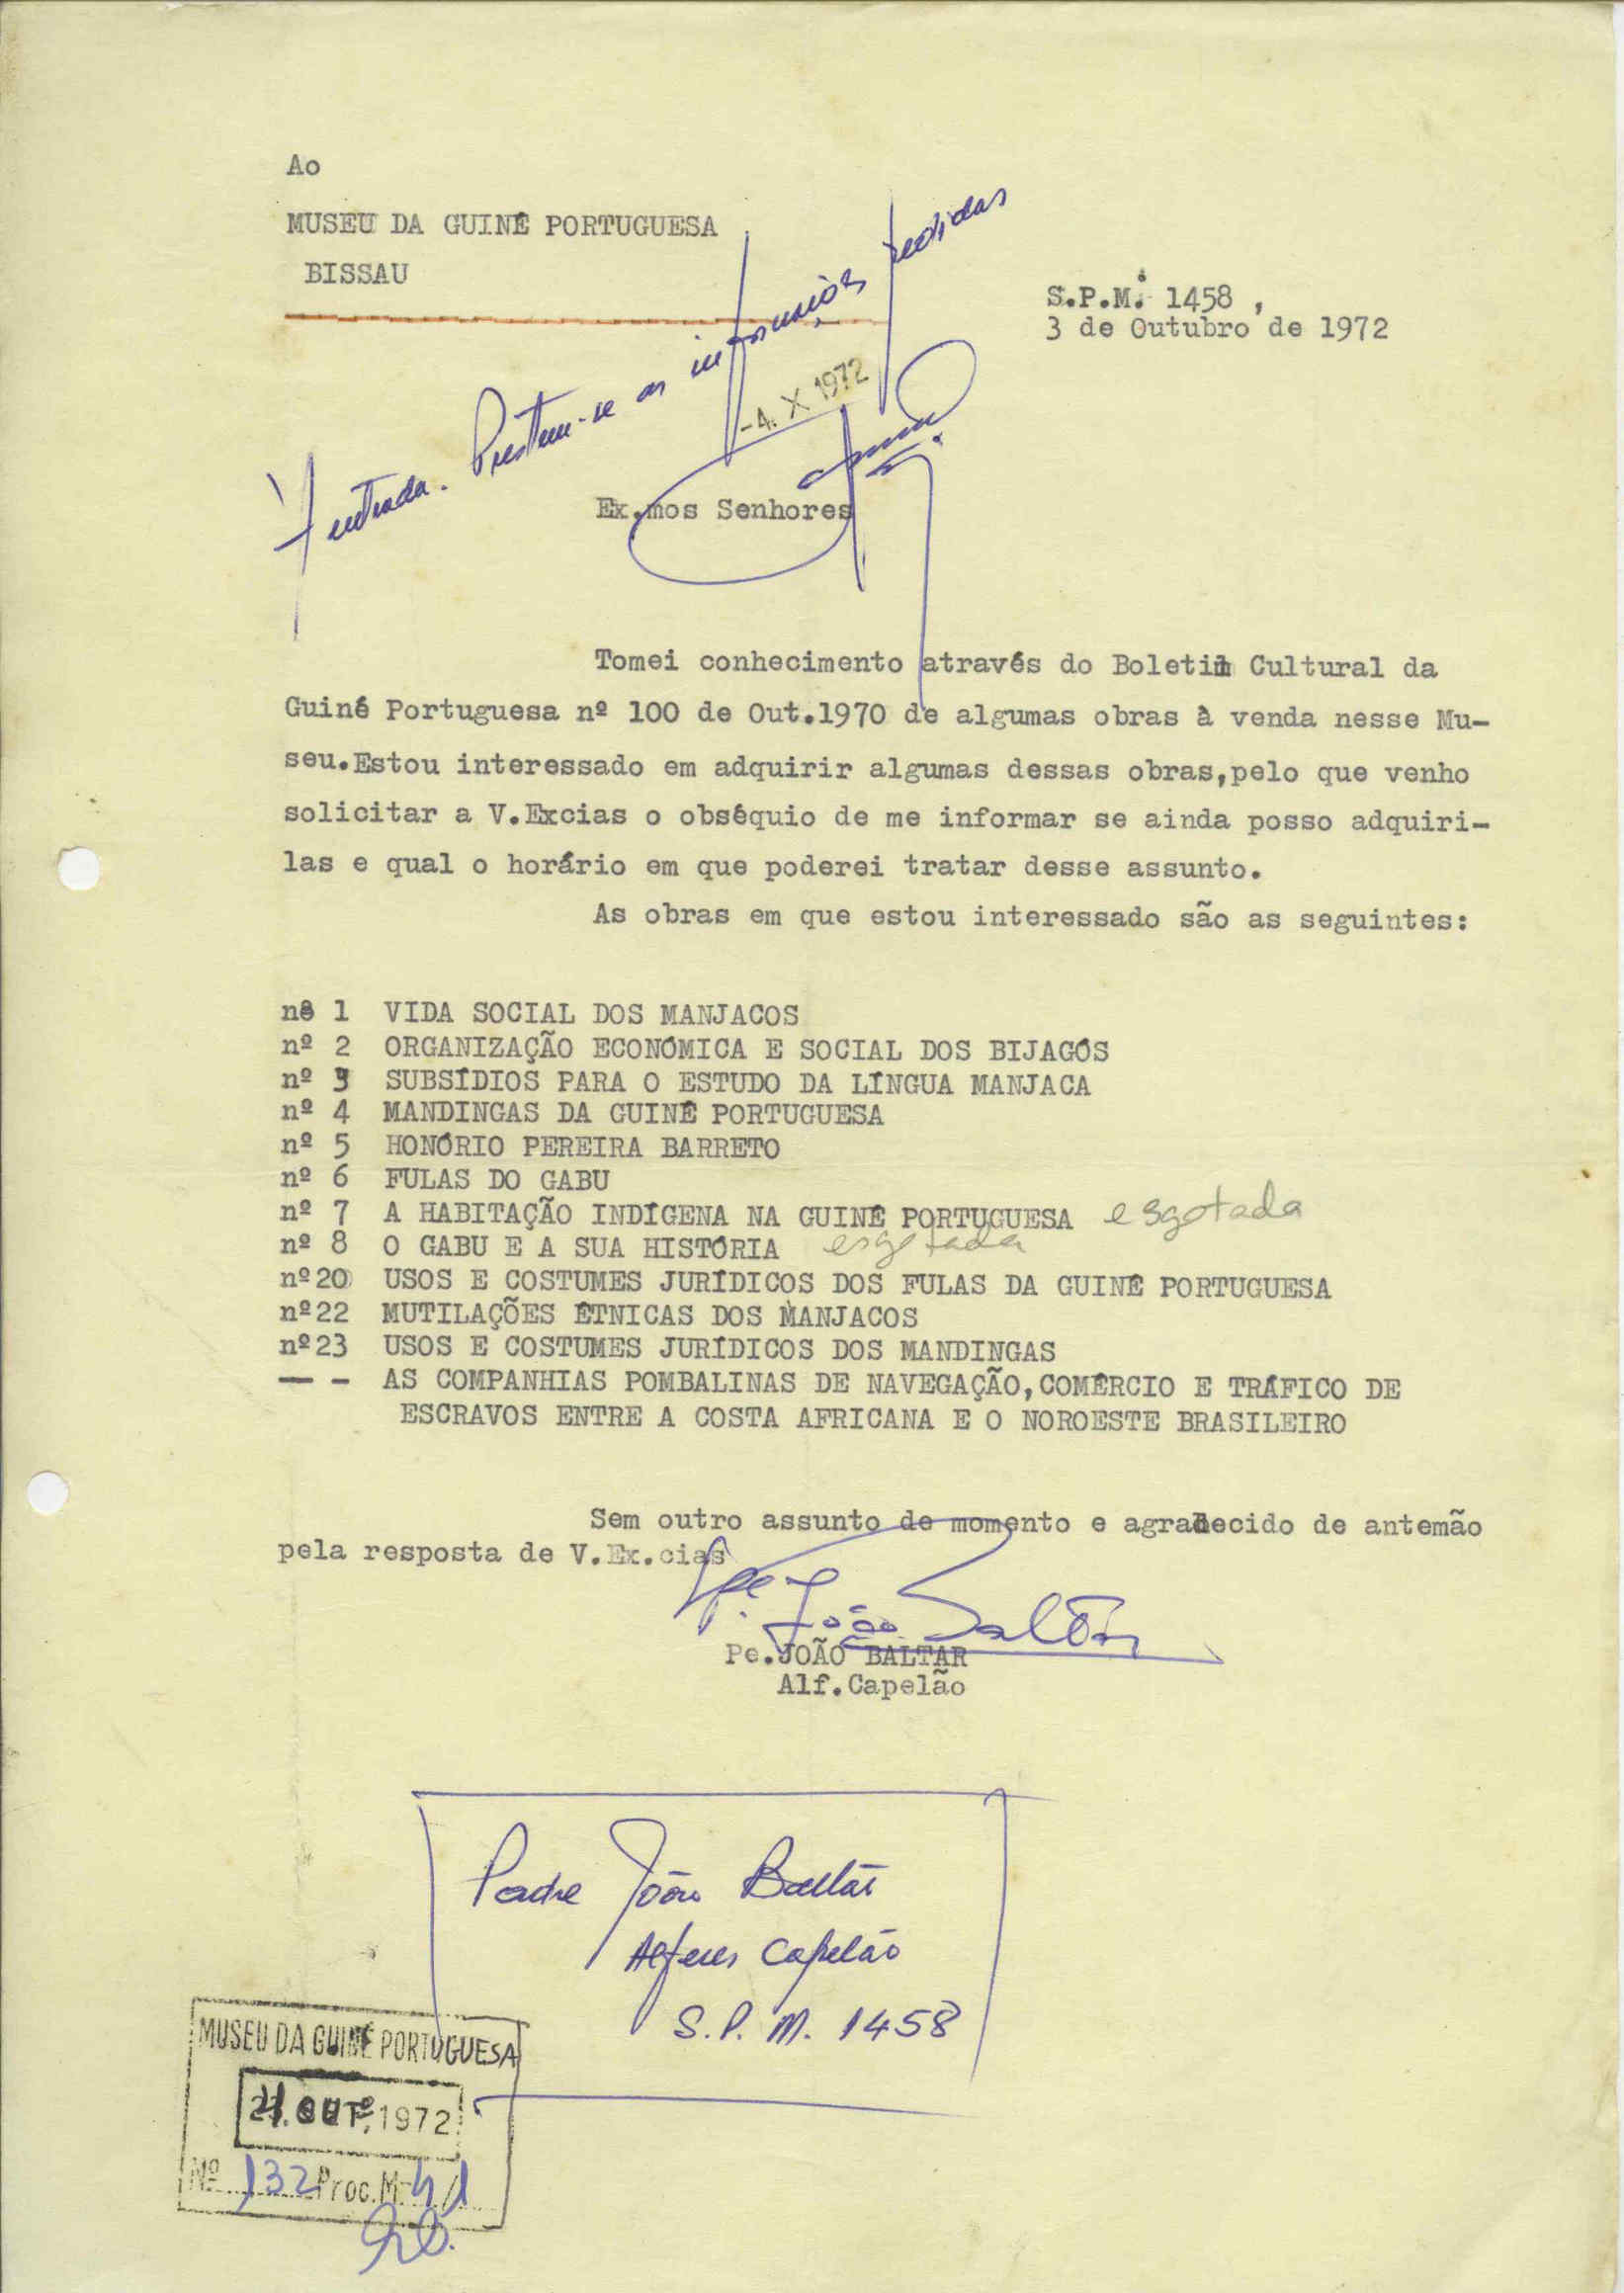 Ao
MUSEU DA GUINÉ PORTUGUESA
BISSAU
S.P.M. 1458 ,
3 de Outubro de 1972
entrada. Prestem-se as informações pedidas
-4. X 1972
Ex.mos Senhores
Tomei conhecimento através do Boletim Cultural da
Guiné Portuguesa nº 100 de Out.1970 de algumas obras à venda nesse Mu-
seu.Estou interessado em adquirir algumas dessas obras,pelo que venho
solicitar a V.Excias o obséquio de me informar se ainda posso adquiri-
las e qual o horário em que poderei tratar desse assunto.
As obras em que estou interessado são as seguintes:
nº 1 VIDA SOCIAL DOS MANJACOS
nº 2 ORGANIZAÇÃO ECONÓMICA E SOCIAL DOS BIJAGÓS
nº 3 SUBSÍDIOS PARA O ESTUDO DA LÍNGUA MANJACA
nº 4 MANDINGAS DA GUINÉ PORTUGUESA
nº 5 HONÓRIO PEREIRA BARRETO
nº 6 FULAS DO GABU
nº 7 A HABITAÇÃO INDÍGENA NA GUINÉ PORTUGUESA esgotada
nº 8 O GABU E A SUA HISTÓRIA esgotada
nº20 USOS E COSTUMES JURÍDICOS DOS FULAS DA GUINÉ PORTUGUESA
nº22 MUTILAÇÕES ÉTNICAS DOS MANJACOS
nº23 USOS E COSTUMES JURÍDICOS DOS MANDINGAS
— - AS COMPANHIAS POMBALINAS DE NAVEGAÇÃO,COMÉRCIO E TRÁFICO DE
ESCRAVOS ENTRE A COSTA AFRICANA E O NOROESTE BRASILEIRO
Sem outro assunto de momento e agradecido de antemão
pela resposta de V.Ex.cias
Pe. João Baltar
Pe.JOÃO BALTAR
Alf.Capelão
Padre João Baltar
Alferes Capelão
S.P.M. 1458
MUSEU DA GUINÉ PORTUGUESA
OUT. 1972
Nº 132 Proc.M- 4/1